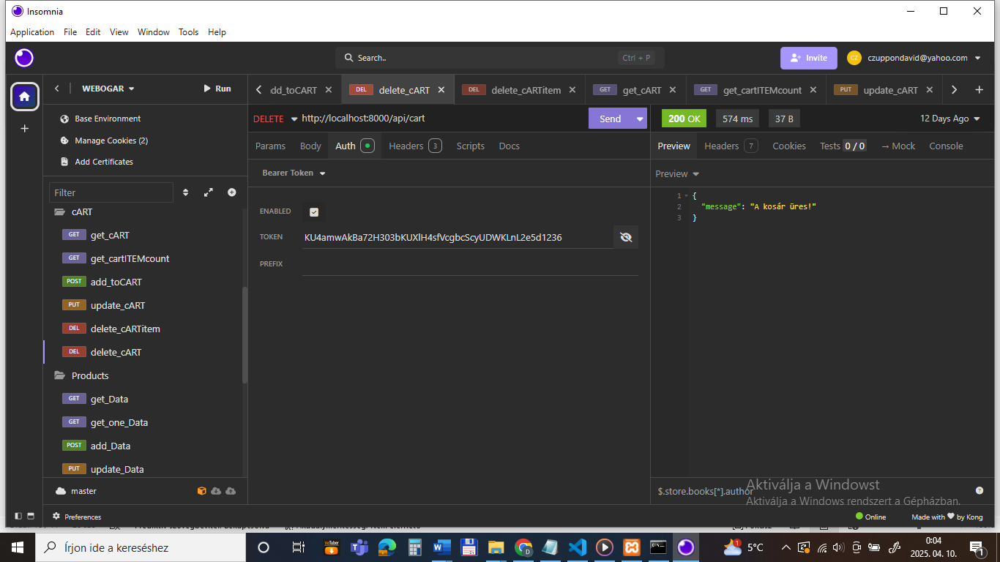 Insomnia
Application File Edit View Window Tools Help
Search.. Ctrl + P
Invite
CZ czuppondavid@yahoo.com
WEBOGAR
Run
dd_toCART
DEL delete_cART
DEL delete_cARTitem
GET get_cART
GET get_cartITEMcount
PUT update_cART
Base Environment
Manage Cookies (2)
Add Certificates
Filter
cART
GET get_cART
GET get_cartITEMcount
POST add_toCART
PUT update_cART
DEL delete_cARTitem
DEL delete_cART
Products
GET get_Data
GET get_one_Data
POST add_Data
PUT update_Data
master
DELETE http://localhost:8000/api/cart Send
Params Body Auth Headers 3 Scripts Docs
Bearer Token
ENABLED
TOKEN KU4amwAkBa72H303bKUXlH4sfVcgbcScyUDWKLnL2e5d1236
PREFIX
200 OK 574 ms 37 B 12 Days Ago
Preview Headers 7 Cookies Tests 0 / 0 → Mock Console
Preview
1 {
2 "message": "A kosár üres!"
3 }
$.store.books[*].author
Aktiválja a Windowst
Aktiválja a Windows rendszert a Gépházban.
Preferences
Online Made with by Kong
Írjon ide a kereséshez
5°C
0:04
2025. 04. 10.
1